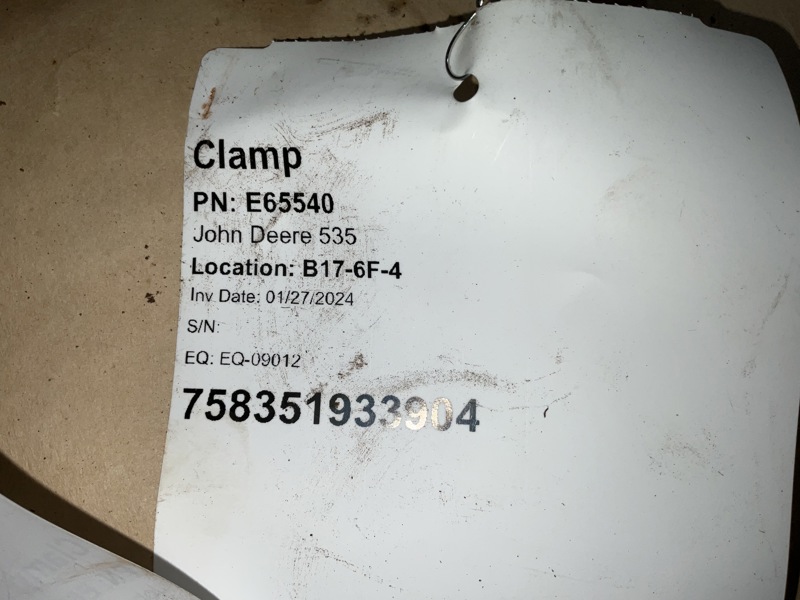 Clamp
PN: E65540
John Deere 535
Location: B17-6F-4
Inv Date: 01/27/2024
S/N:
EQ: EQ-09012
758351933904